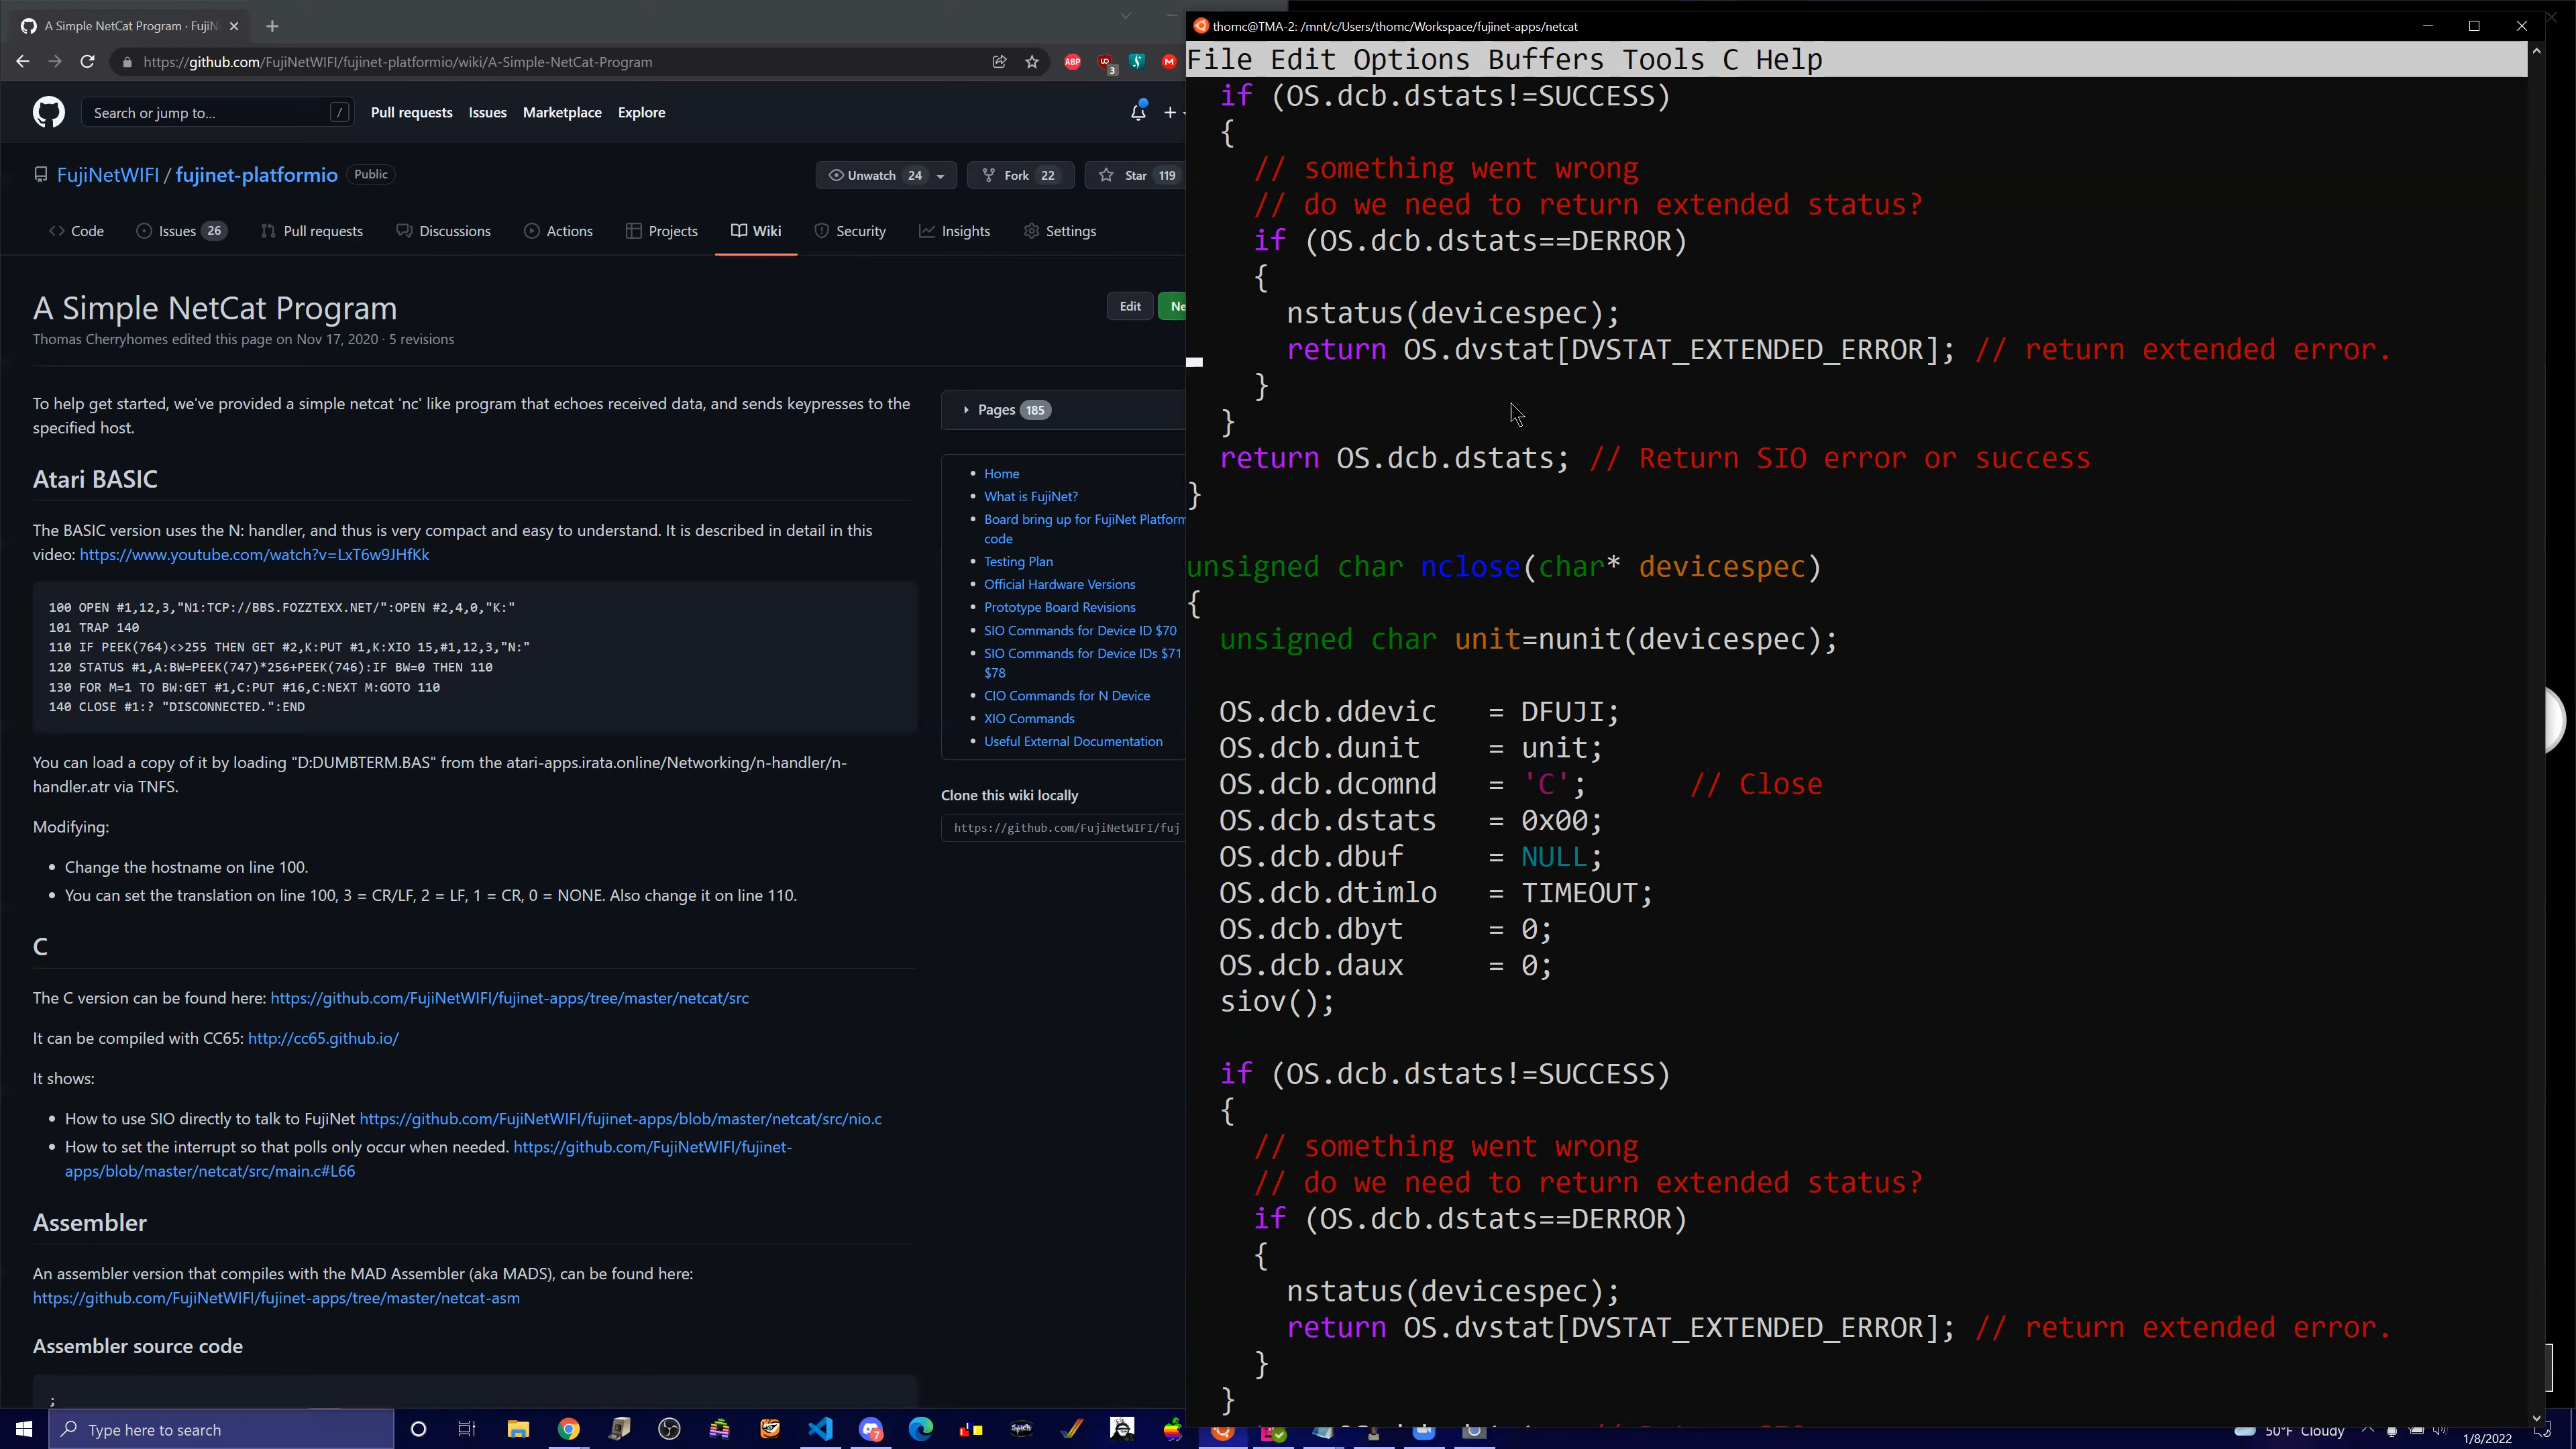 A Simple NetCat Program · FujiN
https://github.com/FujiNetWIFI/fujinet-platformio/wiki/A-Simple-NetCat-Program
ABP
3
Search or jump to...
/
Pull requests Issues Marketplace Explore
FujiNetWIFI / fujinet-platformio Public
Unwatch 24
Fork 22
Star 119
Code
Issues 26
Pull requests
Discussions
Actions
Projects
Wiki
Security
Insights
Settings
A Simple NetCat Program
Edit
Ne
Thomas Cherryhomes edited this page on Nov 17, 2020 · 5 revisions
To help get started, we've provided a simple netcat 'nc' like program that echoes received data, and sends keypresses to the
specified host.
Atari BASIC
The BASIC version uses the N: handler, and thus is very compact and easy to understand. It is described in detail in this
video: https://www.youtube.com/watch?v=LxT6w9JHfKk
100 OPEN #1,12,3,"N1:TCP://BBS.FOZZTEXX.NET/":OPEN #2,4,0,"K:"
101 TRAP 140
110 IF PEEK(764)<>255 THEN GET #2,K:PUT #1,K:XIO 15,#1,12,3,"N:"
120 STATUS #1,A:BW=PEEK(747)*256+PEEK(746):IF BW=0 THEN 110
130 FOR M=1 TO BW:GET #1,C:PUT #16,C:NEXT M:GOTO 110
140 CLOSE #1:? "DISCONNECTED.":END
You can load a copy of it by loading "D:DUMBTERM.BAS" from the atari-apps.irata.online/Networking/n-handler/n-
handler.atr via TNFS.
Modifying:
• Change the hostname on line 100.
• You can set the translation on line 100, 3 = CR/LF, 2 = LF, 1 = CR, 0 = NONE. Also change it on line 110.
C
The C version can be found here: https://github.com/FujiNetWIFI/fujinet-apps/tree/master/netcat/src
It can be compiled with CC65: http://cc65.github.io/
It shows:
• How to use SIO directly to talk to FujiNet https://github.com/FujiNetWIFI/fujinet-apps/blob/master/netcat/src/nio.c
• How to set the interrupt so that polls only occur when needed. https://github.com/FujiNetWIFI/fujinet-
apps/blob/master/netcat/src/main.c#L66
Assembler
An assembler version that compiles with the MAD Assembler (aka MADS), can be found here:
https://github.com/FujiNetWIFI/fujinet-apps/tree/master/netcat-asm
Assembler source code
;
Pages 185
• Home
• What is FujiNet?
• Board bring up for FujiNet Platform
code
• Testing Plan
• Official Hardware Versions
• Prototype Board Revisions
• SIO Commands for Device ID $70
• SIO Commands for Device IDs $71
$78
• CIO Commands for N Device
• XIO Commands
• Useful External Documentation
Clone this wiki locally
https://github.com/FujiNetWIFI/fuj
thomc@TMA-2: /mnt/c/Users/thomc/Workspace/fujinet-apps/netcat
File Edit Options Buffers Tools C Help
if (OS.dcb.dstats!=SUCCESS)
{
// something went wrong
// do we need to return extended status?
if (OS.dcb.dstats==DERROR)
{
nstatus(devicespec);
return OS.dvstat[DVSTAT_EXTENDED_ERROR]; // return extended error.
}
}
return OS.dcb.dstats; // Return SIO error or success
}
unsigned char nclose(char* devicespec)
{
unsigned char unit=nunit(devicespec);
OS.dcb.ddevic = DFUJI;
OS.dcb.dunit = unit;
OS.dcb.dcomnd = 'C'; // Close
OS.dcb.dstats = 0x00;
OS.dcb.dbuf = NULL;
OS.dcb.dtimlo = TIMEOUT;
OS.dcb.dbyt = 0;
OS.dcb.daux = 0;
siov();
if (OS.dcb.dstats!=SUCCESS)
{
// something went wrong
// do we need to return extended status?
if (OS.dcb.dstats==DERROR)
{
nstatus(devicespec);
return OS.dvstat[DVSTAT_EXTENDED_ERROR]; // return extended error.
}
}
Type here to search
7
50°F Cloudy
1/8/2022